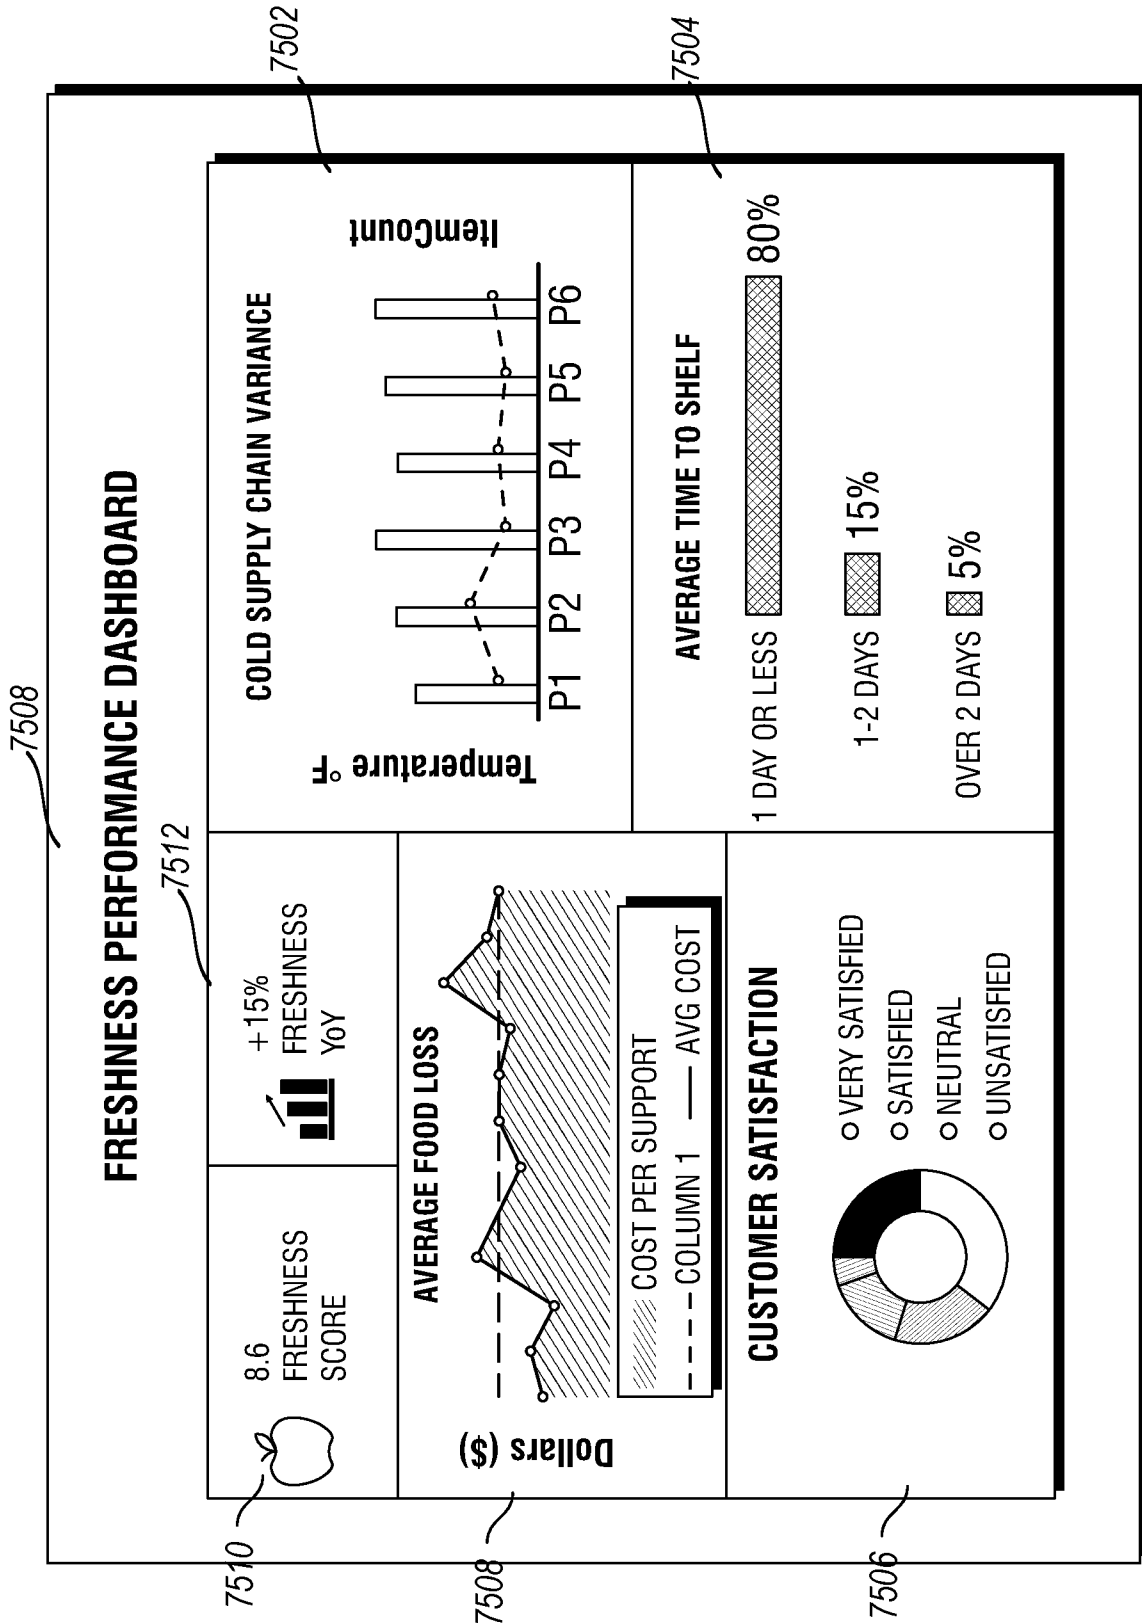 7508
FRESHNESS PERFORMANCE DASHBOARD
7510
8.6
FRESHNESS
SCORE
7512
+15%
FRESHNESS
YoY
7508
AVERAGE FOOD LOSS
Dollars ($)
COST PER SUPPORT
COLUMN 1
AVG COST
7506
CUSTOMER SATISFACTION
VERY SATISFIED
SATISFIED
NEUTRAL
UNSATISFIED
7502
COLD SUPPLY CHAIN VARIANCE
Temperature °F
ItemCount
P1 P2 P3 P4 P5 P6
7504
AVERAGE TIME TO SHELF
1 DAY OR LESS 80%
1-2 DAYS 15%
OVER 2 DAYS 5%